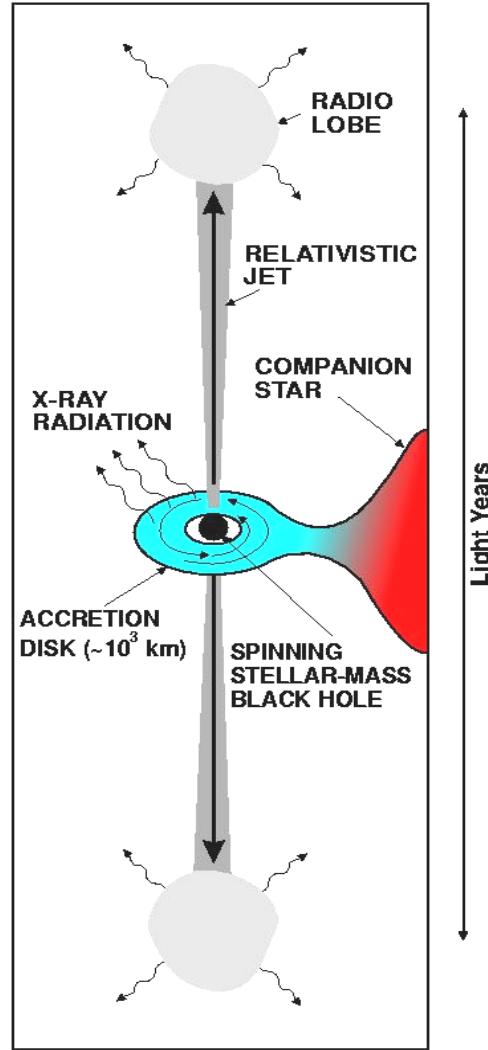 RADIO
LOBE
RELATIVISTIC
JET
COMPANION
STAR
X-RAY
RADIATION
Light Years
ACCRETION
DISK (~10³ km)
SPINNING
STELLAR-MASS
BLACK HOLE